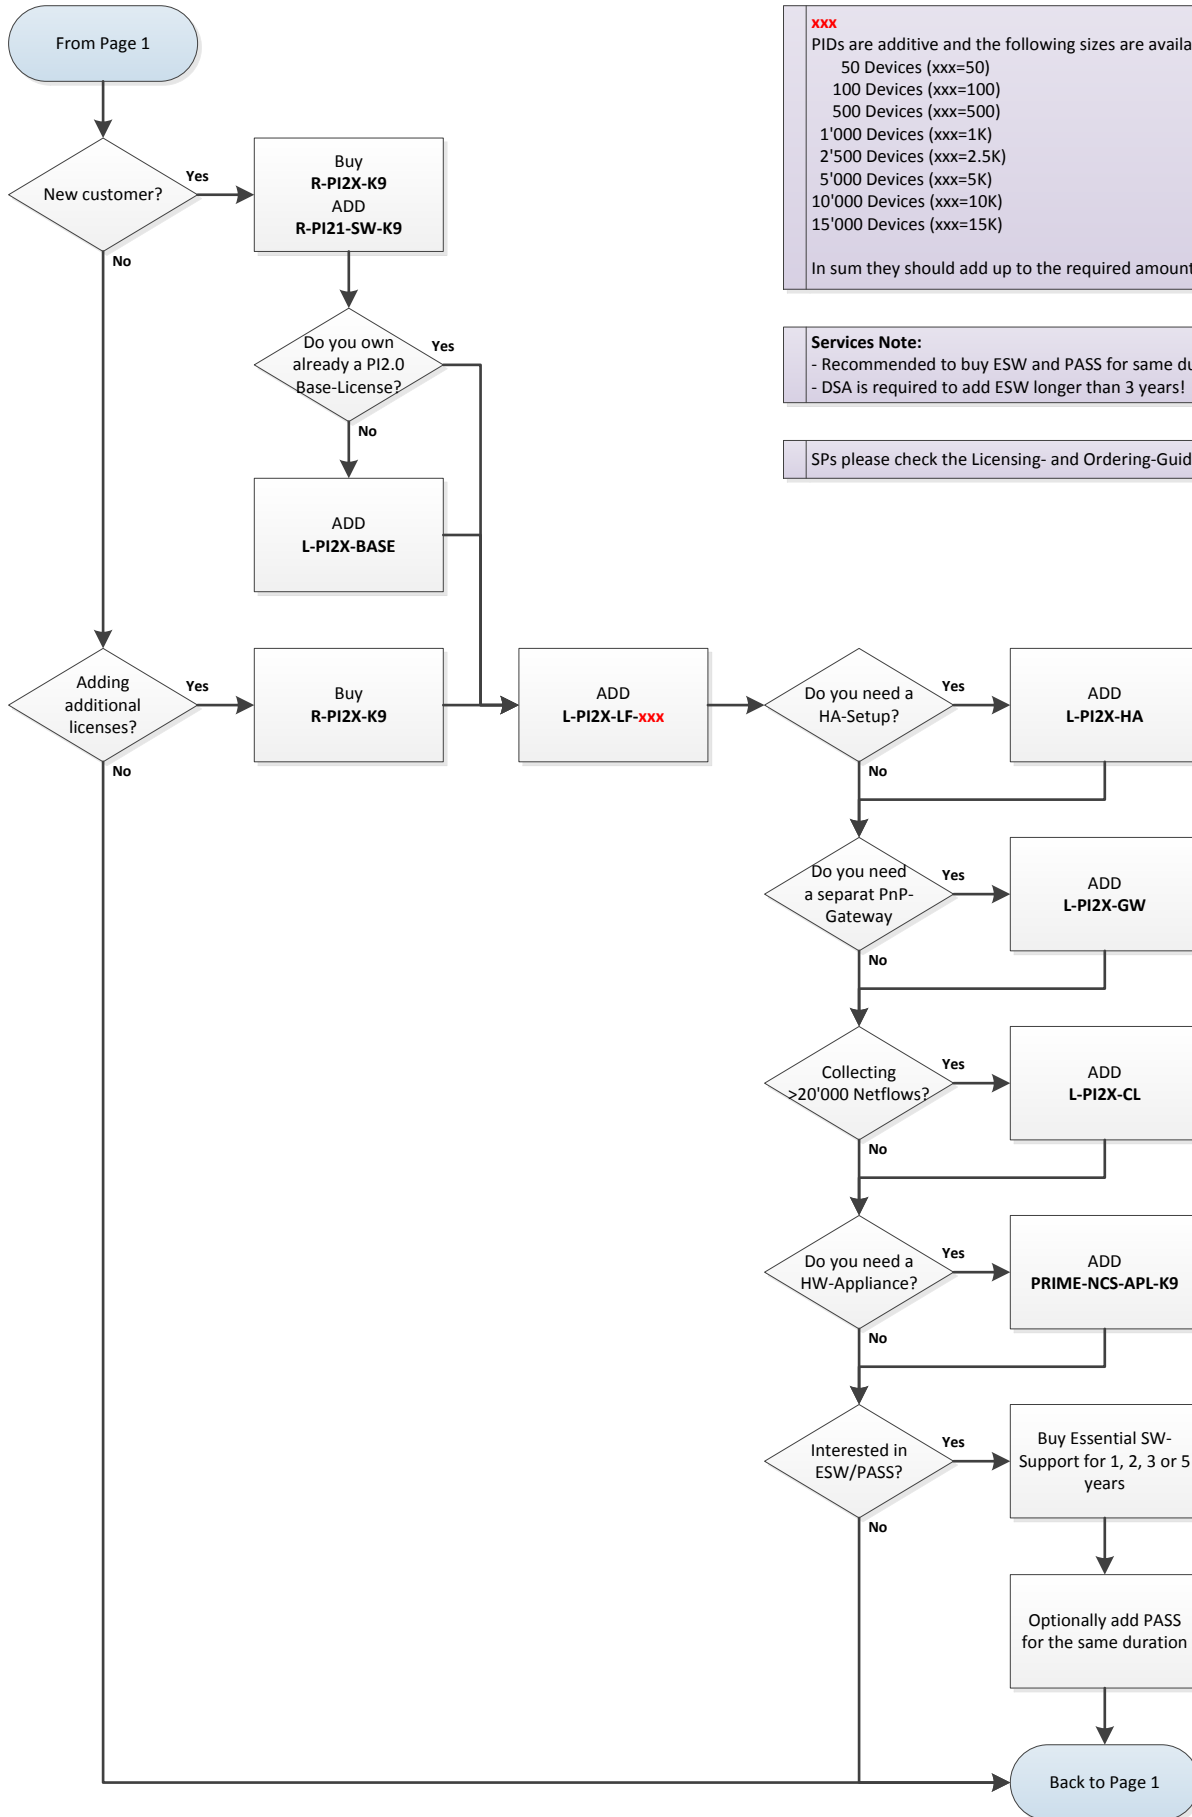 From Page 1
xxx
PIDs are additive and the following sizes are
50 Devices (xxx=50)
100 Devices (xxx=100)
500 Devices (xxx=500)
1'000 Devices (xxx=1K)
2'500 Devices (xxx=2.5K)
5'000 Devices (xxx=5K)
10'000 Devices (xxx=10K)
15'000 Devices (xxx=15K)
In sum they should add up to the required amount
Services Note:
- Recommended to buy ESW and PASS for same
- DSA is required to add ESW longer than 3 years!
SPs please check the Licensing- and
New customer?
Yes
No
Buy
R-PI2X-K9
ADD
R-PI21-SW-K9
Do you own
already a PI2.0
Base-License?
Yes
No
ADD
L-PI2X-BASE
Adding
additional
licenses?
Yes
No
Buy
R-PI2X-K9
ADD
L-PI2X-LF-xxx
Do you need a
HA-Setup?
Yes
No
ADD
L-PI2X-HA
Do you need
a separat PnP-
Gateway
Yes
No
ADD
L-PI2X-GW
Collecting
>20'000 Netflows?
Yes
No
ADD
L-PI2X-CL
Do you need a
HW-Appliance?
Yes
No
ADD
PRIME-NCS-APL-K9
Interested in
ESW/PASS?
Yes
No
Buy Essential SW-
Support for 1, 2, 3 or 5
years
Optionally add PASS
for the same duration
Back to Page 1